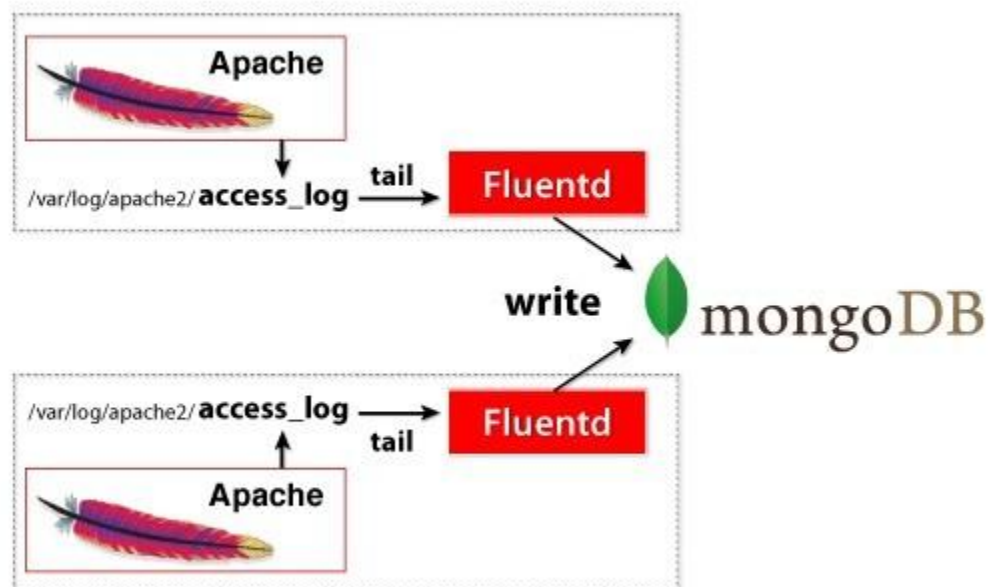 Apache
/var/log/apache2/access_log
tail
Fluentd
write
mongoDB
/var/log/apache2/access_log
tail
Fluentd
Apache